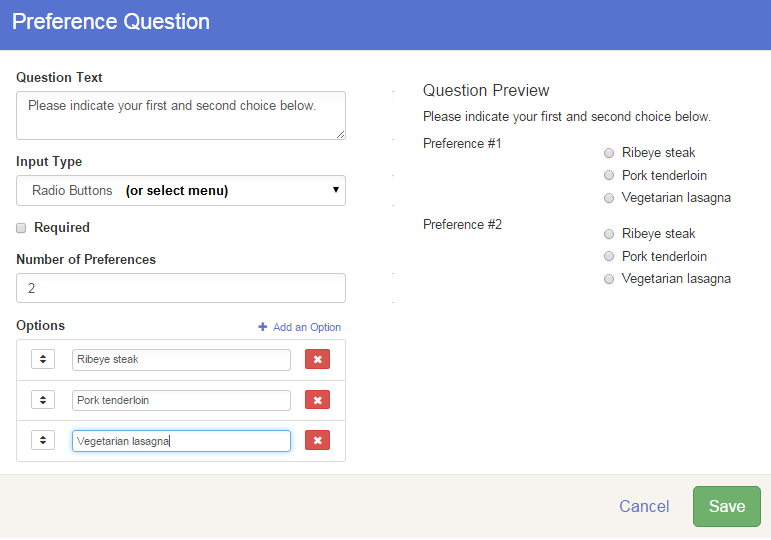 Preference Question
Question Text
Please indicate your first and second choice below.
Input Type
Radio Buttons (or select menu)
Required
Number of Preferences
2
Options
Add an Option
Ribeye steak
Pork tenderloin
Vegetarian lasagna
Question Preview
Please indicate your first and second choice below.
Preference #1
Ribeye steak
Pork tenderloin
Vegetarian lasagna
Preference #2
Ribeye steak
Pork tenderloin
Vegetarian lasagna
Cancel
Save